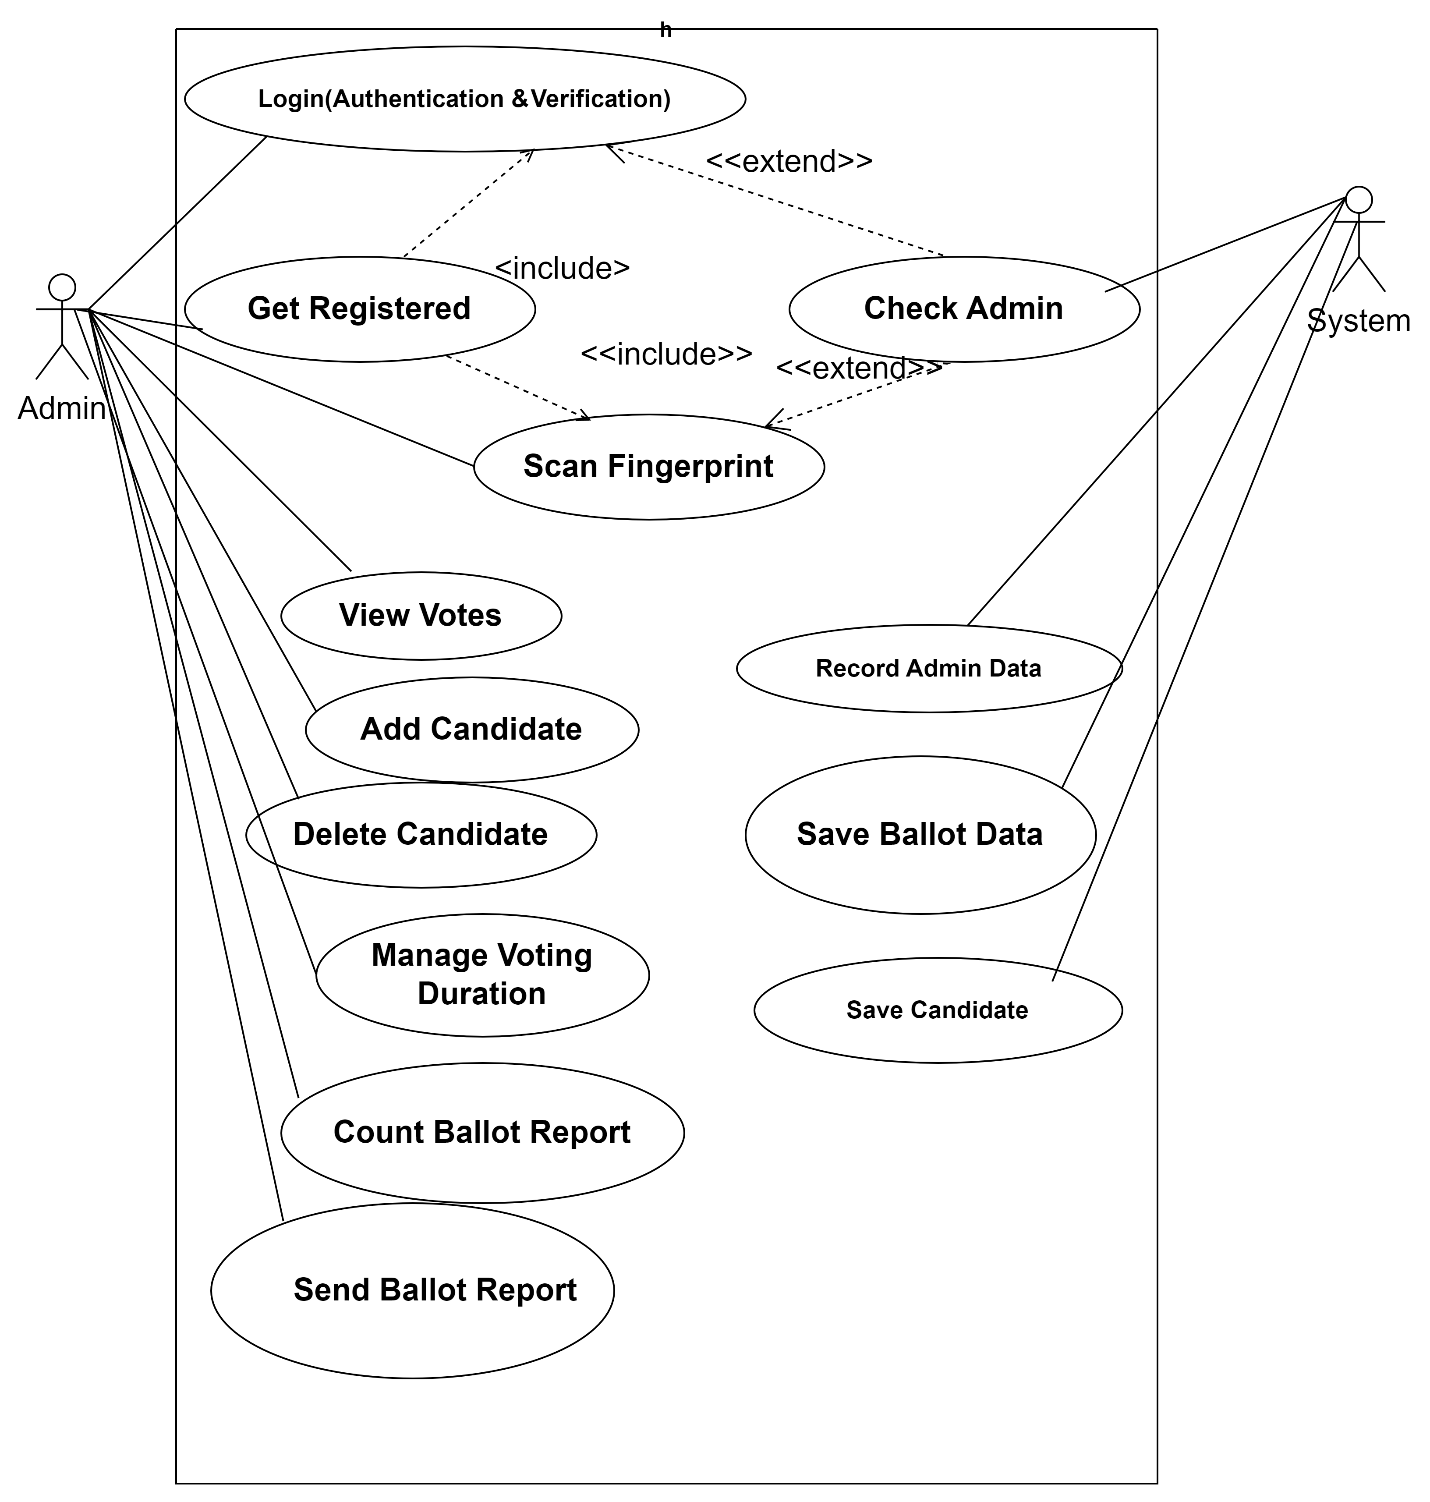 h
Login(Authentication &Verification)
<<extend>>
<include>
Get Registered
Check Admin
System
<<include>>
<<extend>>
Admin
Scan Fingerprint
View Votes
Record Admin Data
Add Candidate
Delete Candidate
Save Ballot Data
Manage Voting
Duration
Save Candidate
Count Ballot Report
Send Ballot Report